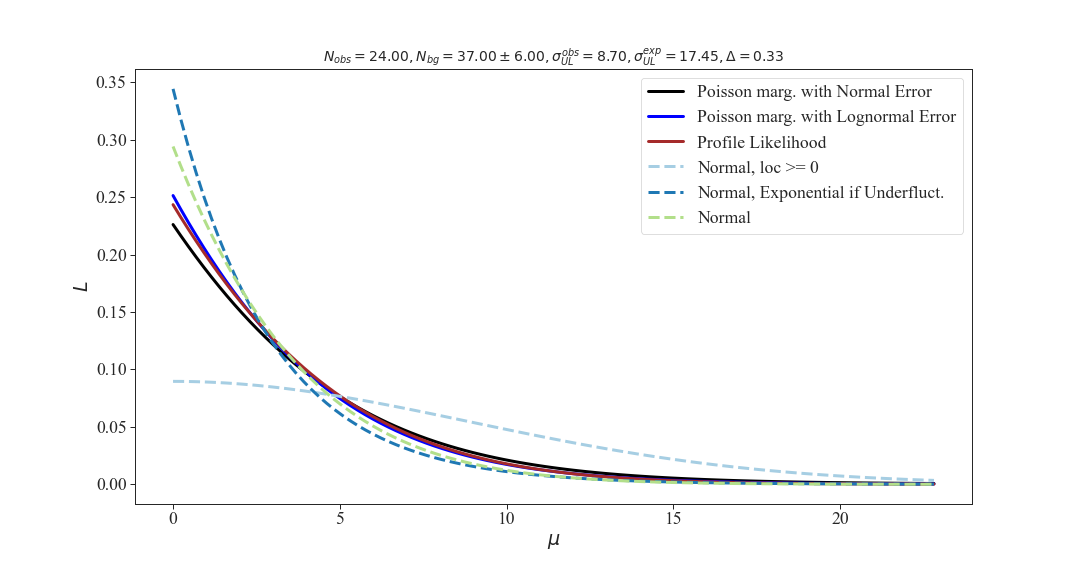 N_obs = 24.00, N_bg = 37.00 ± 6.00, σ_UL^obs = 8.70, σ_UL^exp = 17.45, Δ = 0.33
Poisson marg. with Normal Error
Poisson marg. with Lognormal Error
Profile Likelihood
Normal, loc >= 0
Normal, Exponential if Underfluct.
Normal
L
0.35
0.30
0.25
0.20
0.15
0.10
0.05
0.00
0 5 10 15 20
μ